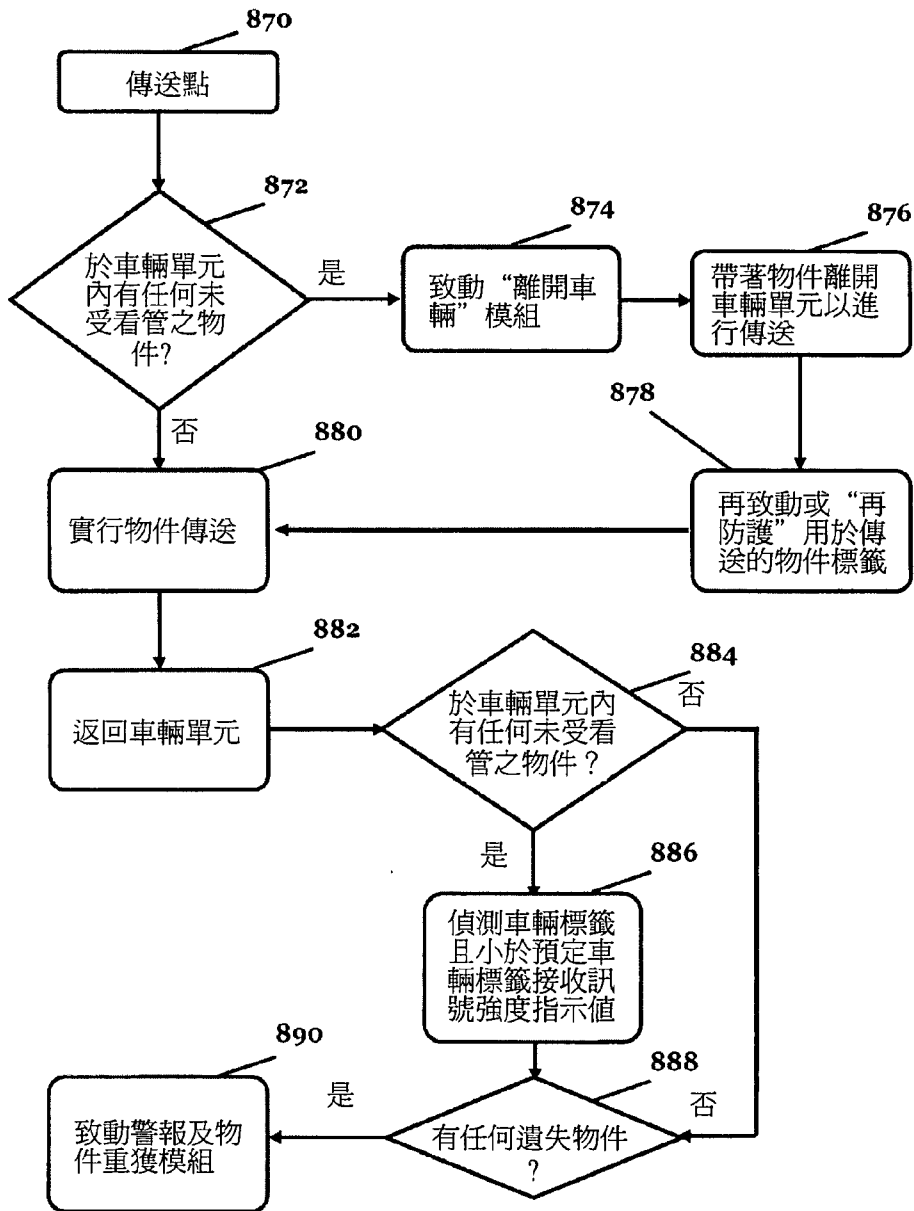 870
傳送點
872
於車輛單元
內有任何未
受看管之物
件?
是
874
致動“離開車
輛”模組
876
帶著物件離開
車輛單元以進
行傳送
878
再致動或“再
防護”用於傳
送的物件標籤
否
880
實行物件傳送
882
返回車輛單元
884
於車輛單元內
有任何未受看
管之物件?
否
是
886
偵測車輛標籤
且小於預定車
輛標籤接收訊
號強度指示值
888
有任何遺失物件
?
否
是
890
致動警報及物
件重獲模組